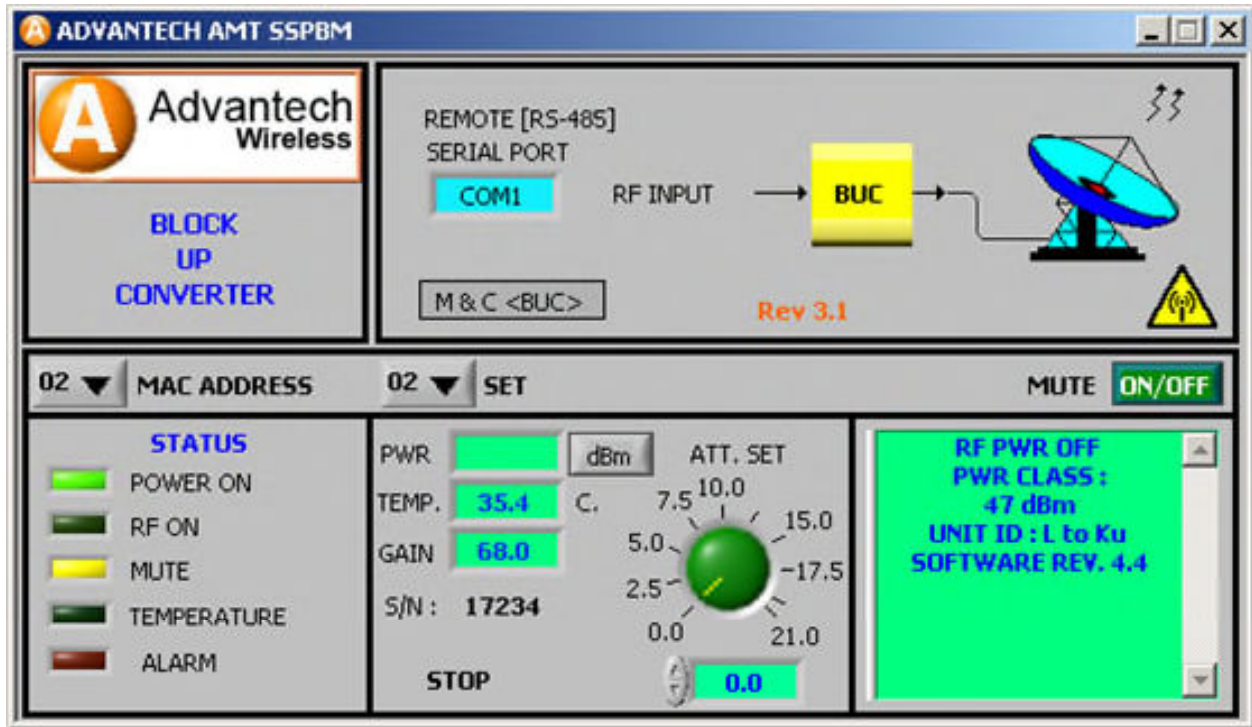 ADVANTECH AMT SSPBM
A Advantech
Wireless
BLOCK
UP
CONVERTER
REMOTE [RS-485]
SERIAL PORT
COM1
RF INPUT
BUC
M & C <BUC>
Rev 3.1
02 MAC ADDRESS
02 SET
MUTE ON/OFF
STATUS
POWER ON
RF ON
MUTE
TEMPERATURE
ALARM
PWR dBm
TEMP. 35.4 C.
GAIN 68.0
S/N : 17234
STOP
ATT. SET
0.0
2.5
5.0
7.5
10.0
15.0
17.5
21.0
0.0
RF PWR OFF
PWR CLASS :
47 dBm
UNIT ID : L to Ku
SOFTWARE REV. 4.4